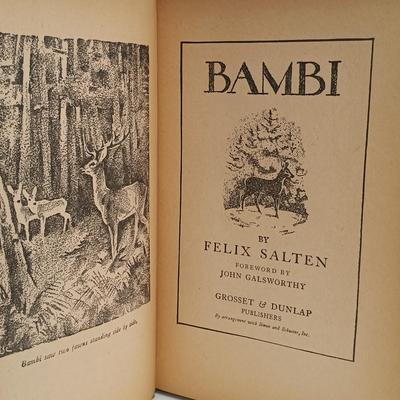 Bambi saw two fawns standing side by side.
BAMBI
BY
FELIX SALTEN
FOREWORD BY
JOHN GALSWORTHY
GROSSET & DUNLAP
PUBLISHERS
By arrangement with Simon and Schuster, Inc.